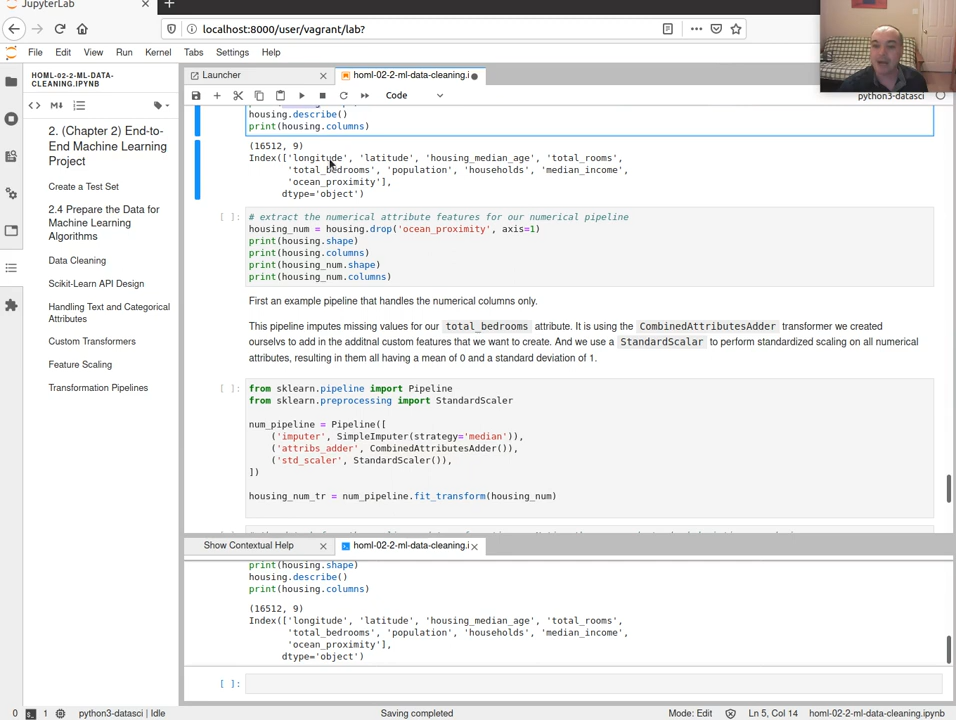 JupyterLab
localhost:8000/user/vagrant/lab?
File Edit View Run Kernel Tabs Settings Help
HOML-02-2-ML-DATA-
CLEANING.IPYNB
2. (Chapter 2) End-to-
End Machine Learning
Project
Create a Test Set
2.4 Prepare the Data for
Machine Learning
Algorithms
Data Cleaning
Scikit-Learn API Design
Handling Text and Categorical
Attributes
Custom Transformers
Feature Scaling
Transformation Pipelines
Launcher
homl-02-2-ml-data-cleaning.i
Code
python3-datasci
housing.describe()
print(housing.columns)
(16512, 9)
Index(['longitude', 'latitude', 'housing_median_age', 'total_rooms',
'total_bedrooms', 'population', 'households', 'median_income',
'ocean_proximity'],
dtype='object')
[ ]: # extract the numerical attribute features for our numerical pipeline
housing_num = housing.drop('ocean_proximity', axis=1)
print(housing.shape)
print(housing.columns)
print(housing_num.shape)
print(housing_num.columns)
First an example pipeline that handles the numerical columns only.
This pipeline imputes missing values for our total_bedrooms attribute. It is using the CombinedAttributesAdder transformer we created
ourselvs to add in the additnal custom features that we want to create. And we use a StandardScalar to perform standardized scaling on all numerical
attributes, resulting in them all having a mean of 0 and a standard deviation of 1.
[ ]: from sklearn.pipeline import Pipeline
from sklearn.preprocessing import StandardScaler
num_pipeline = Pipeline([
('imputer', SimpleImputer(strategy='median')),
('attribs_adder', CombinedAttributesAdder()),
('std_scaler', StandardScaler()),
])
housing_num_tr = num_pipeline.fit_transform(housing_num)
Show Contextual Help
homl-02-2-ml-data-cleaning.i
print(housing.shape)
housing.describe()
print(housing.columns)
(16512, 9)
Index(['longitude', 'latitude', 'housing_median_age', 'total_rooms',
'total_bedrooms', 'population', 'households', 'median_income',
'ocean_proximity'],
dtype='object')
[ ]:
0 1 python3-datasci | Idle Saving completed Mode: Edit Ln 5, Col 14 homl-02-2-ml-data-cleaning.ipynb